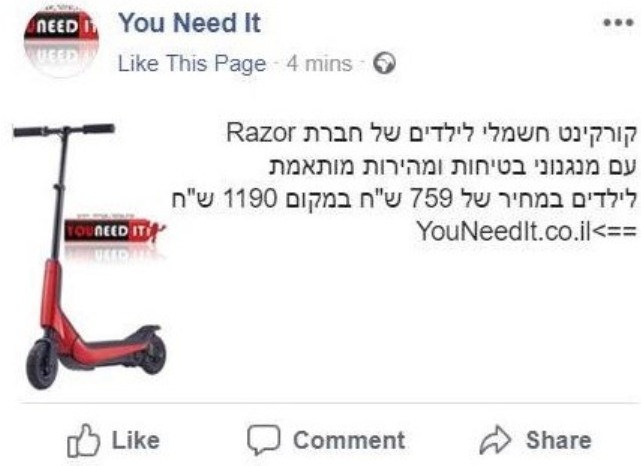 NEED IT
You Need It
Like This Page · 4 mins ·
קורקינט חשמלי לילדים של חברת Razor
עם מנגנוני בטיחות ומהירות מותאמת
לילדים במחיר של 759 ש"ח במקום 1190 ש"ח
==>YouNeedIt.co.il
YOUNEED IT
Like
Comment
Share